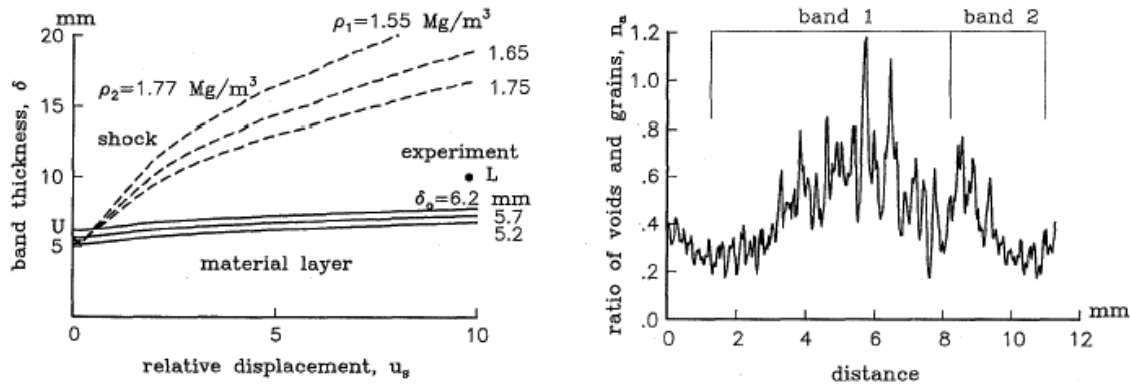 mm
20
15
10
U
5
band thickness, δ
ρ₁=1.55 Mg/m³
1.65
ρ₂=1.77 Mg/m³
1.75
shock
experiment
L
δ₀=6.2 mm
5.7
5.2
material layer
0 5 10
relative displacement, uₛ
ratio of voids and grains, nₐ
band 1 band 2
1.2
1.0
.8
.6
.4
.2
.0
mm
0 2 4 6 8 10 12
distance